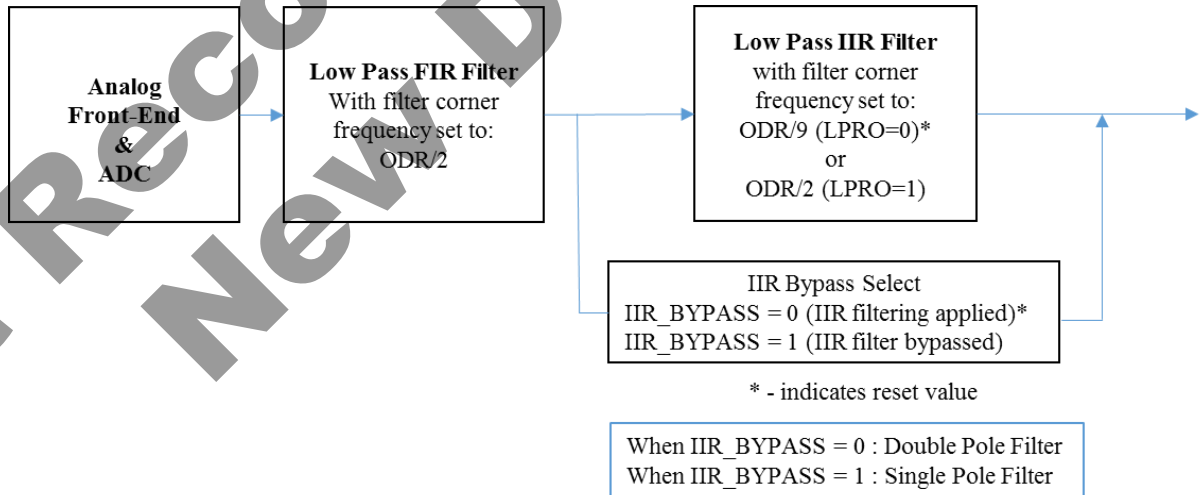 Analog
Front-End
&
ADC
Low Pass FIR Filter
With filter corner
frequency set to:
ODR/2
Low Pass IIR Filter
with filter corner
frequency set to:
ODR/9 (LPRO=0)*
or
ODR/2 (LPRO=1)
IIR Bypass Select
IIR_BYPASS = 0 (IIR filtering applied)*
IIR_BYPASS = 1 (IIR filter bypassed)
* - indicates reset value
When IIR_BYPASS = 0 : Double Pole Filter
When IIR_BYPASS = 1 : Single Pole Filter